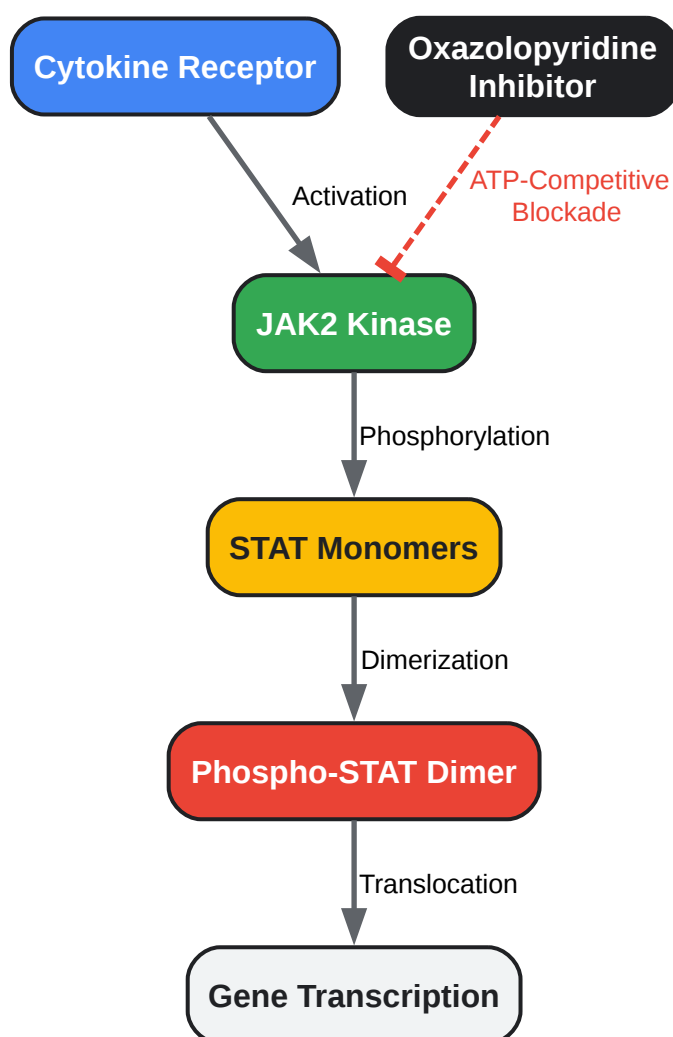 Cytokine Receptor
Oxazolopyridine
Inhibitor
Activation
ATP-Competitive
Blockade
JAK2 Kinase
Phosphorylation
STAT Monomers
Dimerization
Phospho-STAT Dimer
Translocation
Gene Transcription